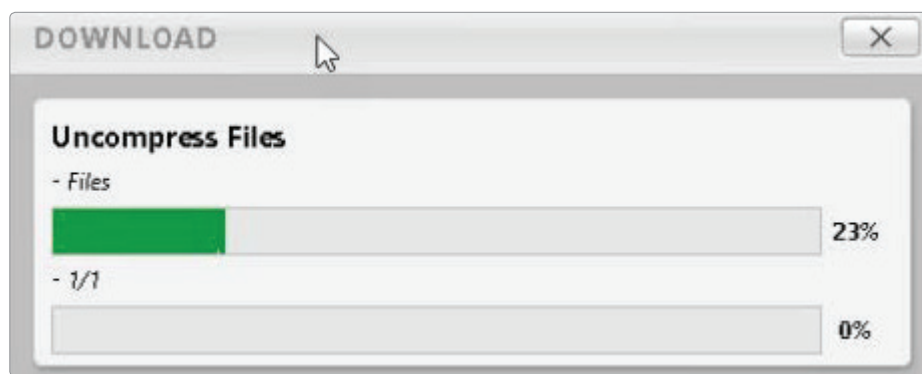 DOWNLOAD
Uncompress Files
- Files
23%
- 1/1
0%